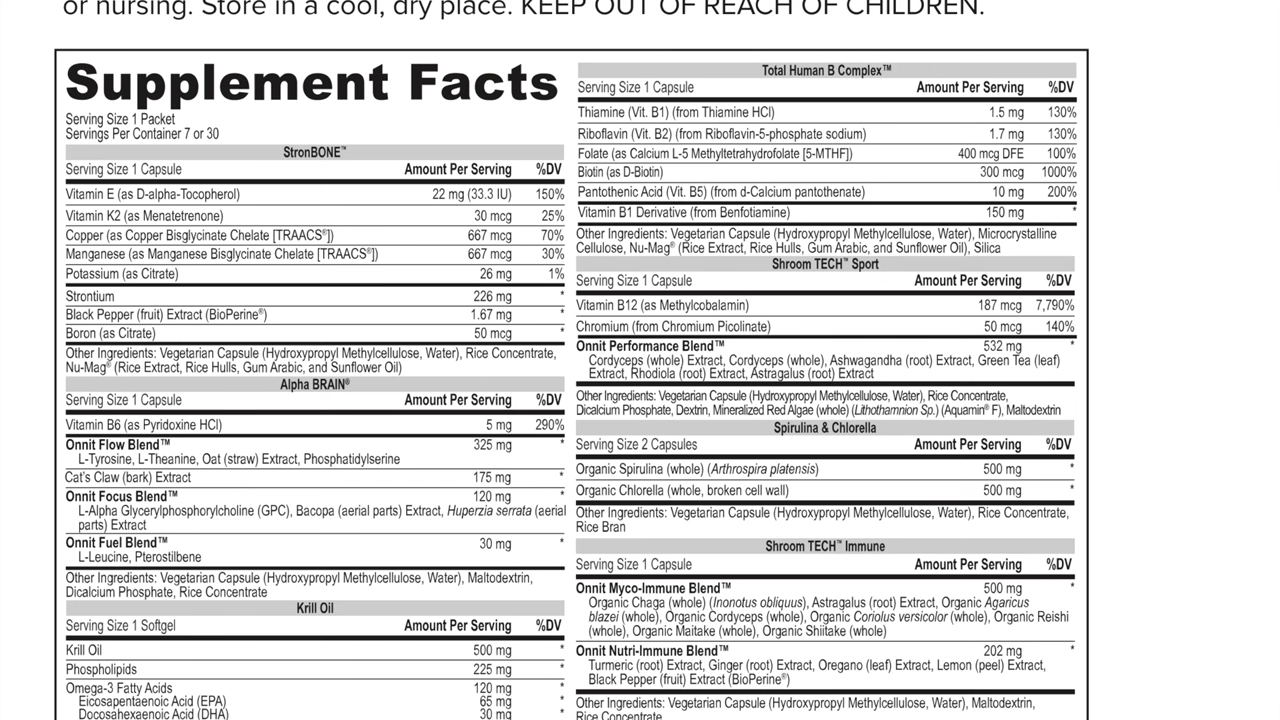 or nursing. Store in a cool, dry place. KEEP OUT OF REACH OF CHILDREN.
Supplement Facts
Serving Size 1 Packet
Servings Per Container 7 or 30
StronBONE™
Serving Size 1 Capsule Amount Per Serving %DV
Vitamin E (as D-alpha-Tocopherol) 22 mg (33.3 IU) 150%
Vitamin K2 (as Menatetrenone) 30 mcg 25%
Copper (as Copper Bisglycinate Chelate [TRAACS®]) 667 mcg 70%
Manganese (as Manganese Bisglycinate Chelate [TRAACS®]) 667 mcg 30%
Potassium (as Citrate) 26 mg 1%
Strontium 226 mg *
Black Pepper (fruit) Extract (BioPerine®) 1.67 mg *
Boron (as Citrate) 50 mcg *
Other Ingredients: Vegetarian Capsule (Hydroxypropyl Methylcellulose, Water), Rice Concentrate,
Nu-Mag® (Rice Extract, Rice Hulls, Gum Arabic, and Sunflower Oil)
Alpha BRAIN®
Serving Size 1 Capsule Amount Per Serving %DV
Vitamin B6 (as Pyridoxine HCl) 5 mg 290%
Onnit Flow Blend™ 325 mg *
L-Tyrosine, L-Theanine, Oat (straw) Extract, Phosphatidylserine
Cat's Claw (bark) Extract 175 mg *
Onnit Focus Blend™ 120 mg *
L-Alpha Glycerylphosphorylcholine (GPC), Bacopa (aerial parts) Extract, Huperzia serrata (aerial
parts) Extract
Onnit Fuel Blend™ 30 mg *
L-Leucine, Pterostilbene
Other Ingredients: Vegetarian Capsule (Hydroxypropyl Methylcellulose, Water), Maltodextrin,
Dicalcium Phosphate, Rice Concentrate
Krill Oil
Serving Size 1 Softgel Amount Per Serving %DV
Krill Oil 500 mg *
Phospholipids 225 mg *
Omega-3 Fatty Acids 120 mg *
Eicosapentaenoic Acid (EPA) 65 mg *
Docosahexaenoic Acid (DHA) 30 mg *
Total Human B Complex™
Serving Size 1 Capsule Amount Per Serving %DV
Thiamine (Vit. B1) (from Thiamine HCl) 1.5 mg 130%
Riboflavin (Vit. B2) (from Riboflavin-5-phosphate sodium) 1.7 mg 130%
Folate (as Calcium L-5 Methyltetrahydrofolate [5-MTHF]) 400 mcg DFE 100%
Biotin (as D-Biotin) 300 mcg 1000%
Pantothenic Acid (Vit. B5) (from d-Calcium pantothenate) 10 mg 200%
Vitamin B1 Derivative (from Benfotiamine) 150 mg *
Other Ingredients: Vegetarian Capsule (Hydroxypropyl Methylcellulose, Water), Microcrystalline
Cellulose, Nu-Mag® (Rice Extract, Rice Hulls, Gum Arabic, and Sunflower Oil), Silica
Shroom TECH™ Sport
Serving Size 1 Capsule Amount Per Serving %DV
Vitamin B12 (as Methylcobalamin) 187 mcg 7,790%
Chromium (from Chromium Picolinate) 50 mcg 140%
Onnit Performance Blend™ 532 mg *
Cordyceps (whole) Extract, Cordyceps (whole), Ashwagandha (root) Extract, Green Tea (leaf)
Extract, Rhodiola (root) Extract, Astragalus (root) Extract
Other Ingredients: Vegetarian Capsule (Hydroxypropyl Methylcellulose, Water), Rice Concentrate,
Dicalcium Phosphate, Dextrin, Mineralized Red Algae (whole) (Lithothamnion Sp.) (Aquamin® F), Maltodextrin
Spirulina & Chlorella
Serving Size 2 Capsules Amount Per Serving %DV
Organic Spirulina (whole) (Arthrospira platensis) 500 mg *
Organic Chlorella (whole, broken cell wall) 500 mg *
Other Ingredients: Vegetarian Capsule (Hydroxypropyl Methylcellulose, Water), Rice Concentrate,
Rice Bran
Shroom TECH™ Immune
Serving Size 1 Capsule Amount Per Serving %DV
Onnit Myco-Immune Blend™ 500 mg *
Organic Chaga (whole) (Inonotus obliquus), Astragalus (root) Extract, Organic Agaricus
blazei (whole), Organic Cordyceps (whole), Organic Coriolus versicolor (whole), Organic Reishi
(whole), Organic Maitake (whole), Organic Shiitake (whole)
Onnit Nutri-Immune Blend™ 202 mg *
Turmeric (root) Extract, Ginger (root) Extract, Oregano (leaf) Extract, Lemon (peel) Extract,
Black Pepper (fruit) Extract (BioPerine®)
Other Ingredients: Vegetarian Capsule (Hydroxypropyl Methylcellulose, Water), Maltodextrin,
Rice Concentrate